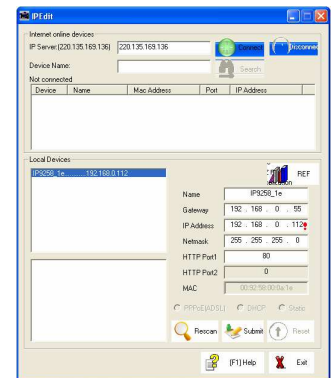 IPEdit
Internet online devices
IP Server:(220.135.169.136) 220.135.169.136 Connect Disconnec
Device Name: Search
Not connected
Device Name Mac Address Port IP Address
Local Devices
IP9258_1e..........192.168.0.112
REF
Name IP9258_1e
Gateway 192 . 168 . 0 . 55
IP Address 192 . 168 . 0 . 112
Netmask 255 . 255 . 255 . 0
HTTP Port1 80
HTTP Port2 0
MAC 00:92:58:90:9a:1e
PPPoE(ADSL) DHCP Static
Rescan Submit Reset
[F1] Help Exit